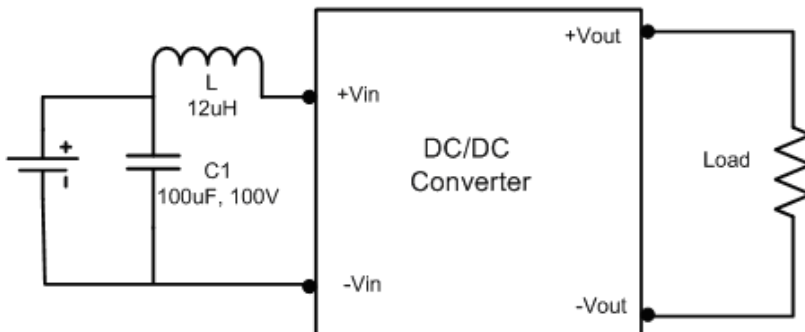 +Vout
L
12uH
+Vin
+
DC/DC
Converter
Load
C1
100uF, 100V
-Vin
-Vout